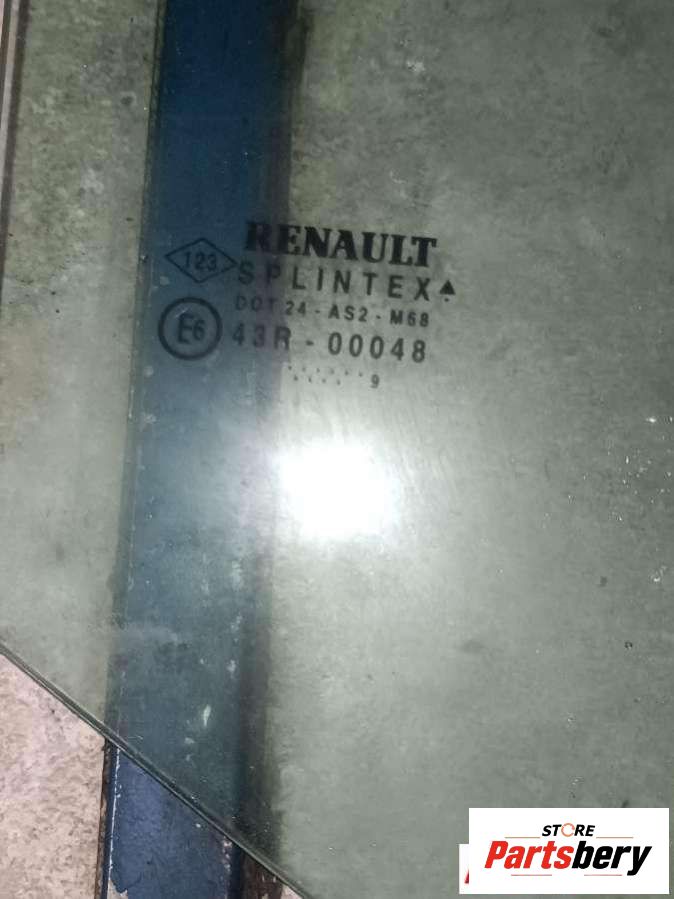 RENAULT
123
SPLINTEX
DOT 24 - AS2 - M68
E6
43R - 00048
9
STORE
Partsbery